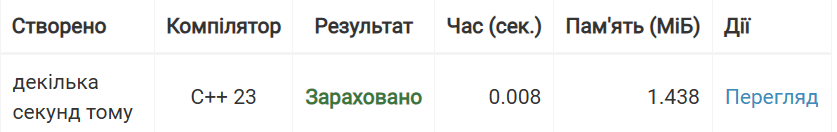 Створено Компілятор Результат Час (сек.) Пам'ять (МіБ) Дії
декілька
секунд тому C++ 23 Зараховано 0.008 1.438 Перегляд